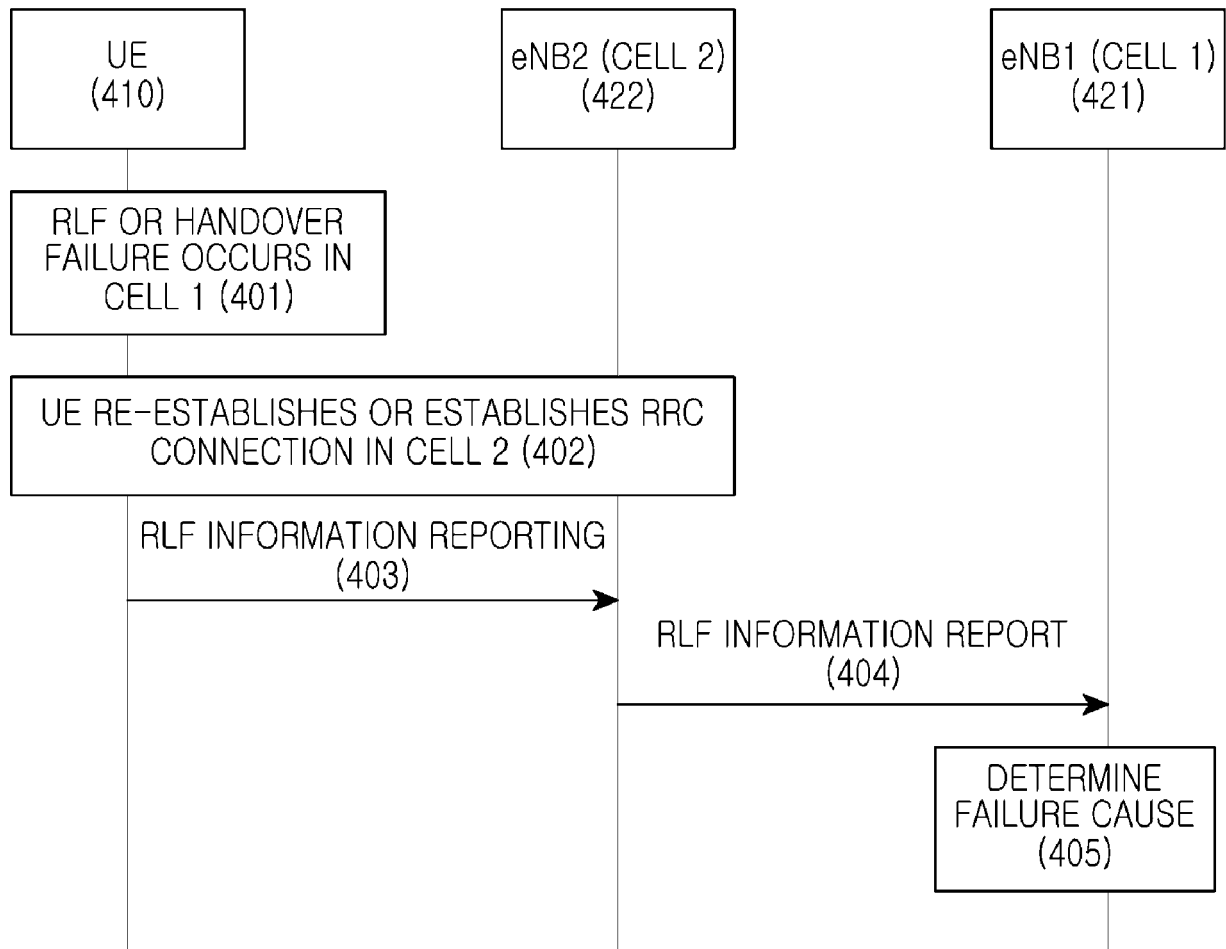 UE
(410)
eNB2 (CELL 2)
(422)
eNB1 (CELL 1)
(421)
RLF OR HANDOVER
FAILURE OCCURS IN
CELL 1 (401)
UE RE-ESTABLISHES OR ESTABLISHES RRC
CONNECTION IN CELL 2 (402)
RLF INFORMATION REPORTING
(403)
RLF INFORMATION REPORT
(404)
DETERMINE
FAILURE CAUSE
(405)